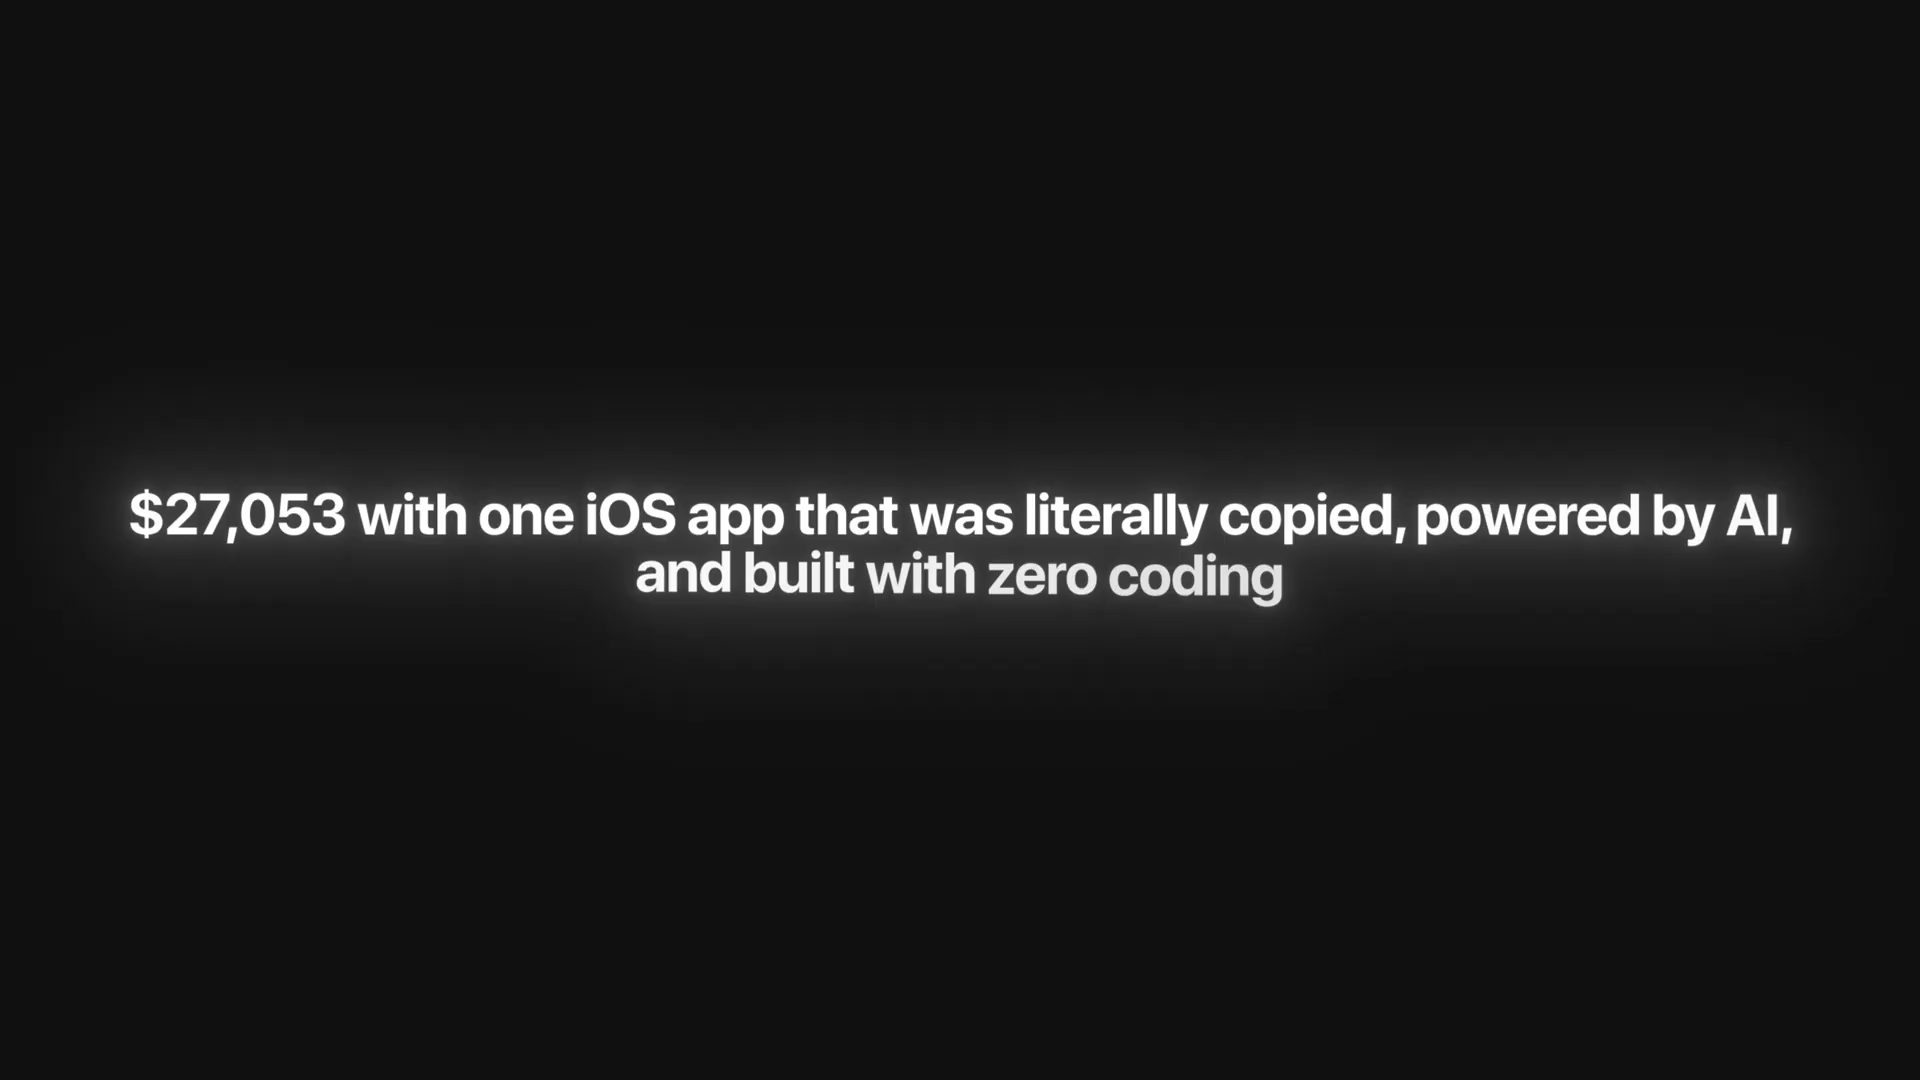 $27,053 with one iOS app that was literally copied, powered by AI,
and built with zero coding